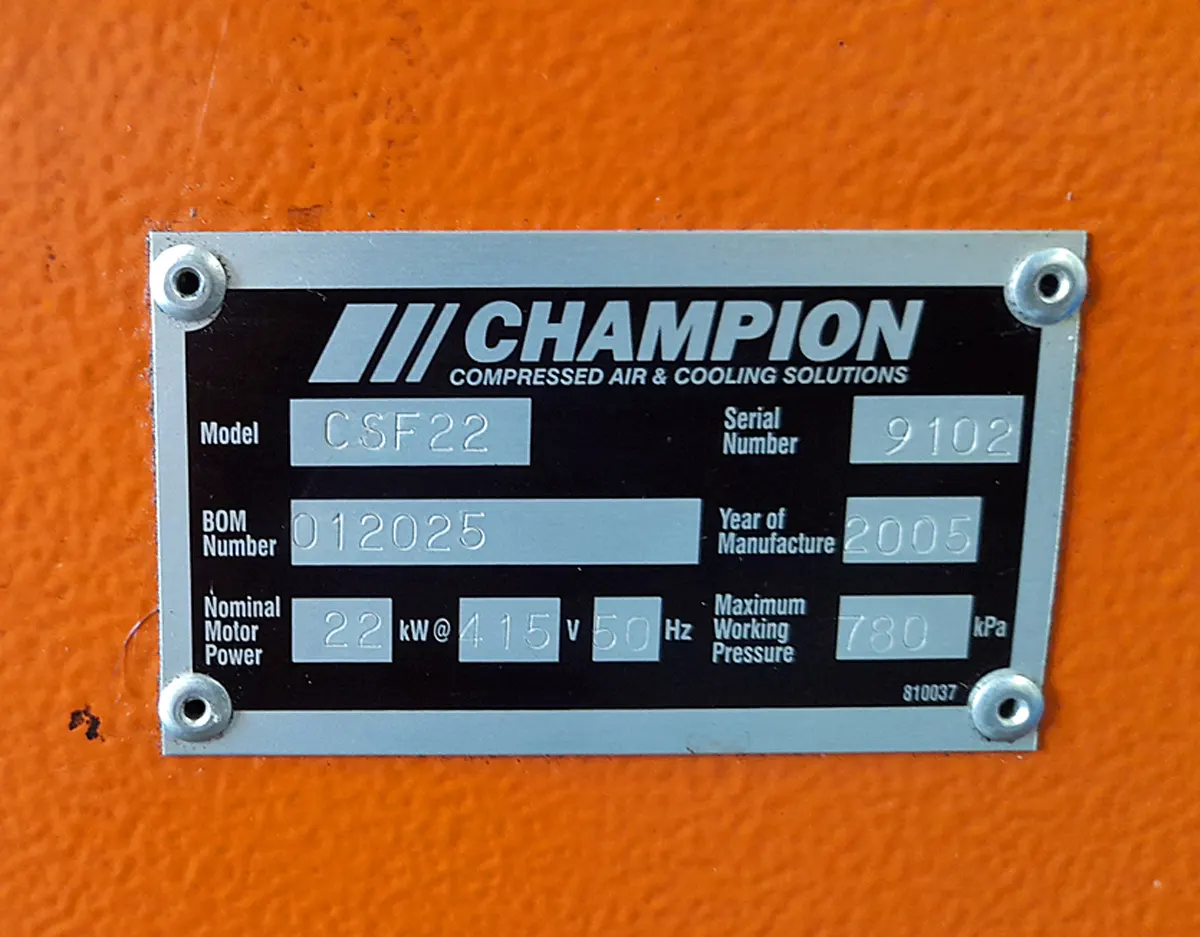 CHAMPION
COMPRESSED AIR & COOLING SOLUTIONS
Model CSF22
Serial Number 9102
BOM Number 012025
Year of Manufacture 2005
Nominal Motor Power 22 kW @ 415 V 50 Hz
Maximum Working Pressure 780 kPa
810037